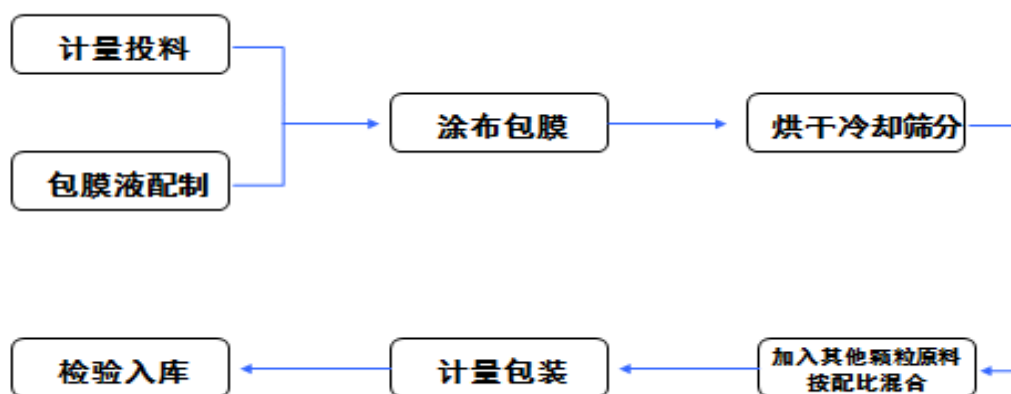 计量投料
包膜液配制
涂布包膜
烘干冷却筛分
加入其他颗粒原料
按配比混合
计量包装
检验入库